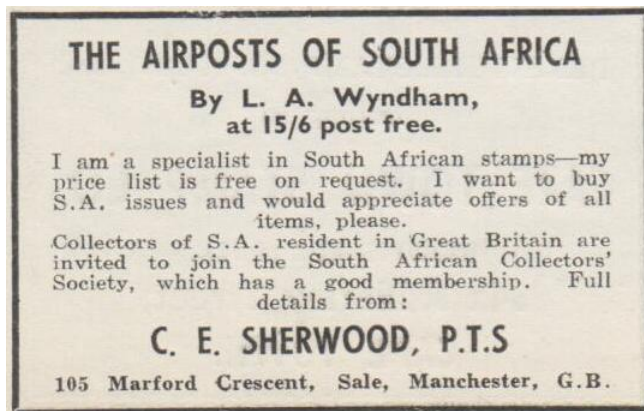 THE AIRPOSTS OF SOUTH AFRICA
By L. A. Wyndham,
at 15/6 post free.
I am a specialist in South African stamps—my
price list is free on request. I want to buy
S.A. issues and would appreciate offers of all
items, please.
Collectors of S.A. resident in Great Britain are
invited to join the South African Collectors'
Society, which has a good membership. Full
details from:
C. E. SHERWOOD, P.T.S
105 Marford Crescent, Sale, Manchester, G.B.